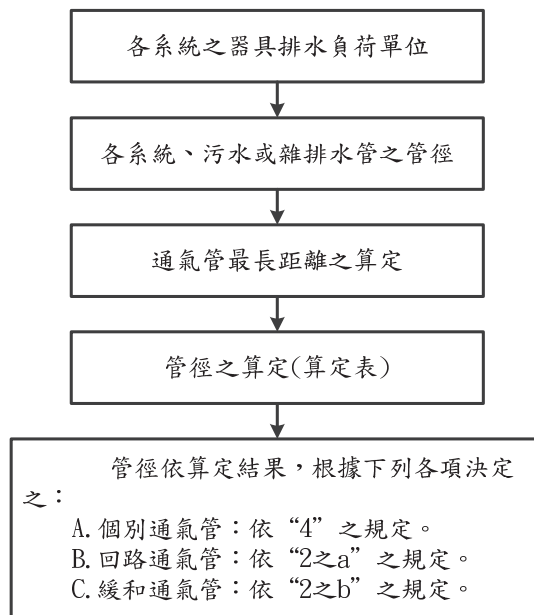 各系統之器具排水負荷單位
各系統、污水或雜排水管之管徑
通氣管最長距離之算定
管徑之算定(算定表)
管徑依算定結果，根據下列各項決定
之：
A.個別通氣管：依“4”之規定。
B.回路通氣管：依“2之a”之規定。
C.緩和通氣管：依“2之b”之規定。